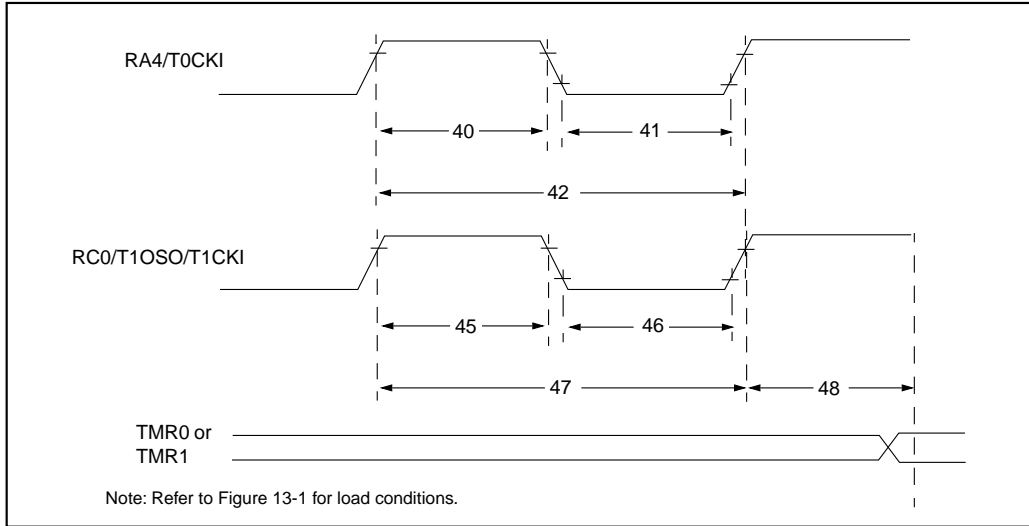 RA4/T0CKI
40
41
42
RC0/T1OSO/T1CKI
45
46
47
48
TMR0 or
TMR1
Note: Refer to Figure 13-1 for load conditions.